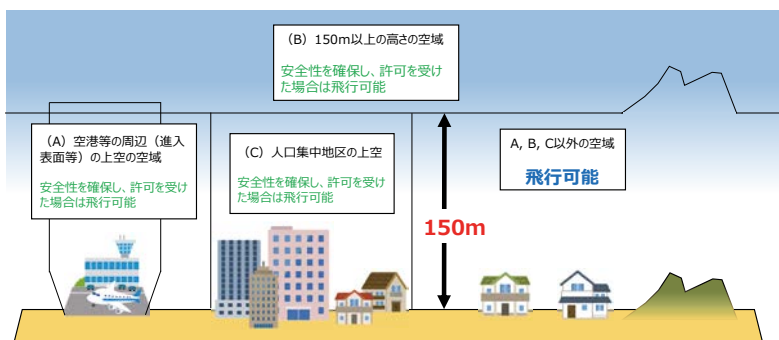 （B）150m以上の高さの空域
安全性を確保し、許可を受け
た場合は飛行可能
（A）空港等の周辺（進入
表面等）の上空の空域
安全性を確保し、許可を受け
た場合は飛行可能
（C）人口集中地区の上空
安全性を確保し、許可を受け
た場合は飛行可能
A, B, C以外の空域
飛行可能
150m